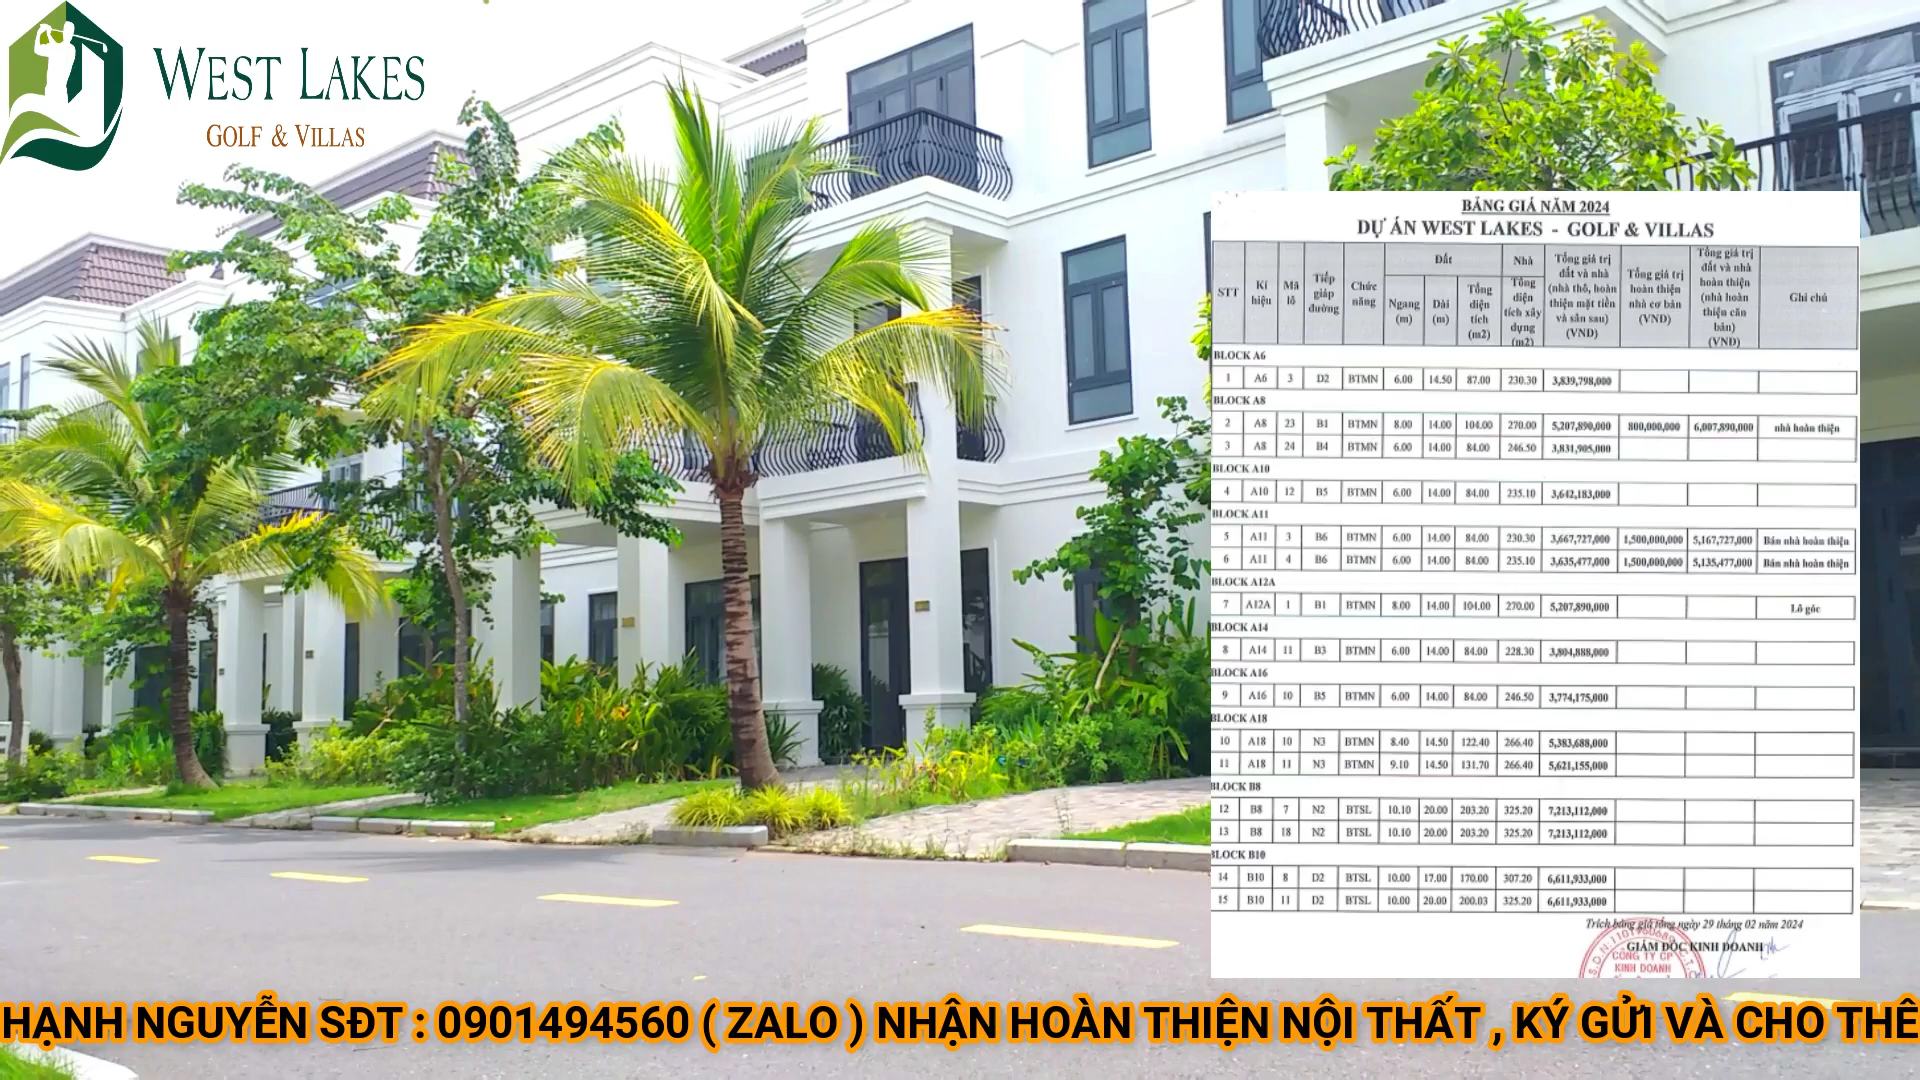 WEST LAKES
GOLF & VILLAS
BẢNG GIÁ NĂM 2024
DỰ ÁN WEST LAKES - GOLF & VILLAS
STT Kí hiệu Mã lô Tiếp giáp đường Chức năng Đất Ngang (m) Dài (m) Tổng diện tích (m2) Nhà Tổng diện tích xây dựng (m2) Tổng giá trị đất và nhà (nhà thô, hoàn thiện mặt tiền và sân sau) (VNĐ) Tổng giá trị hoàn thiện nhà cơ bản (VNĐ) Tổng giá trị đất và nhà hoàn thiện (nhà hoàn thiện căn bản) (VNĐ) Ghi chú
BLOCK A6
1 A6 3 D2 BTMN 6.00 14.50 87.00 230.30 3,839,798,000
BLOCK A8
2 A8 23 B1 BTMN 8.00 14.00 104.00 270.00 5,207,890,000 800,000,000 6,007,890,000 nhà hoàn thiện
3 A8 24 B4 BTMN 6.00 14.00 84.00 246.50 3,831,905,000
BLOCK A10
4 A10 12 B5 BTMN 6.00 14.00 84.00 235.10 3,642,183,000
BLOCK A11
5 A11 3 B6 BTMN 6.00 14.00 84.00 230.30 3,667,727,000 1,500,000,000 5,167,727,000 Bán nhà hoàn thiện
6 A11 4 B6 BTMN 6.00 14.00 84.00 235.10 3,635,477,000 1,500,000,000 5,135,477,000 Bán nhà hoàn thiện
BLOCK A12A
7 A12A 1 B1 BTMN 8.00 14.00 104.00 270.00 5,207,890,000 Lô góc
BLOCK A14
8 A14 11 B3 BTMN 6.00 14.00 84.00 228.30 3,804,888,000
BLOCK A16
9 A16 10 B5 BTMN 6.00 14.00 84.00 246.50 3,774,175,000
BLOCK A18
10 A18 10 N3 BTMN 8.40 14.50 122.40 266.40 5,383,688,000
11 A18 11 N3 BTMN 9.10 14.50 131.70 266.40 5,621,155,000
BLOCK B8
12 B8 7 N2 BTSL 10.10 20.00 203.20 325.20 7,213,112,000
13 B8 18 N2 BTSL 10.10 20.00 203.20 325.20 7,213,112,000
BLOCK B10
14 B10 8 D2 BTSL 10.00 17.00 170.00 307.20 6,611,933,000
15 B10 11 D2 BTSL 10.00 20.00 200.03 325.20 6,611,933,000
Trích bảng giá tổng ngày 29 tháng 02 năm 2024
GIÁM ĐỐC KINH DOANH
CÔNG TY CP
KINH DOANH
HẠNH NGUYỄN SĐT : 0901494560 ( ZALO ) NHẬN HOÀN THIỆN NỘI THẤT , KÝ GỬI VÀ CHO THÊ